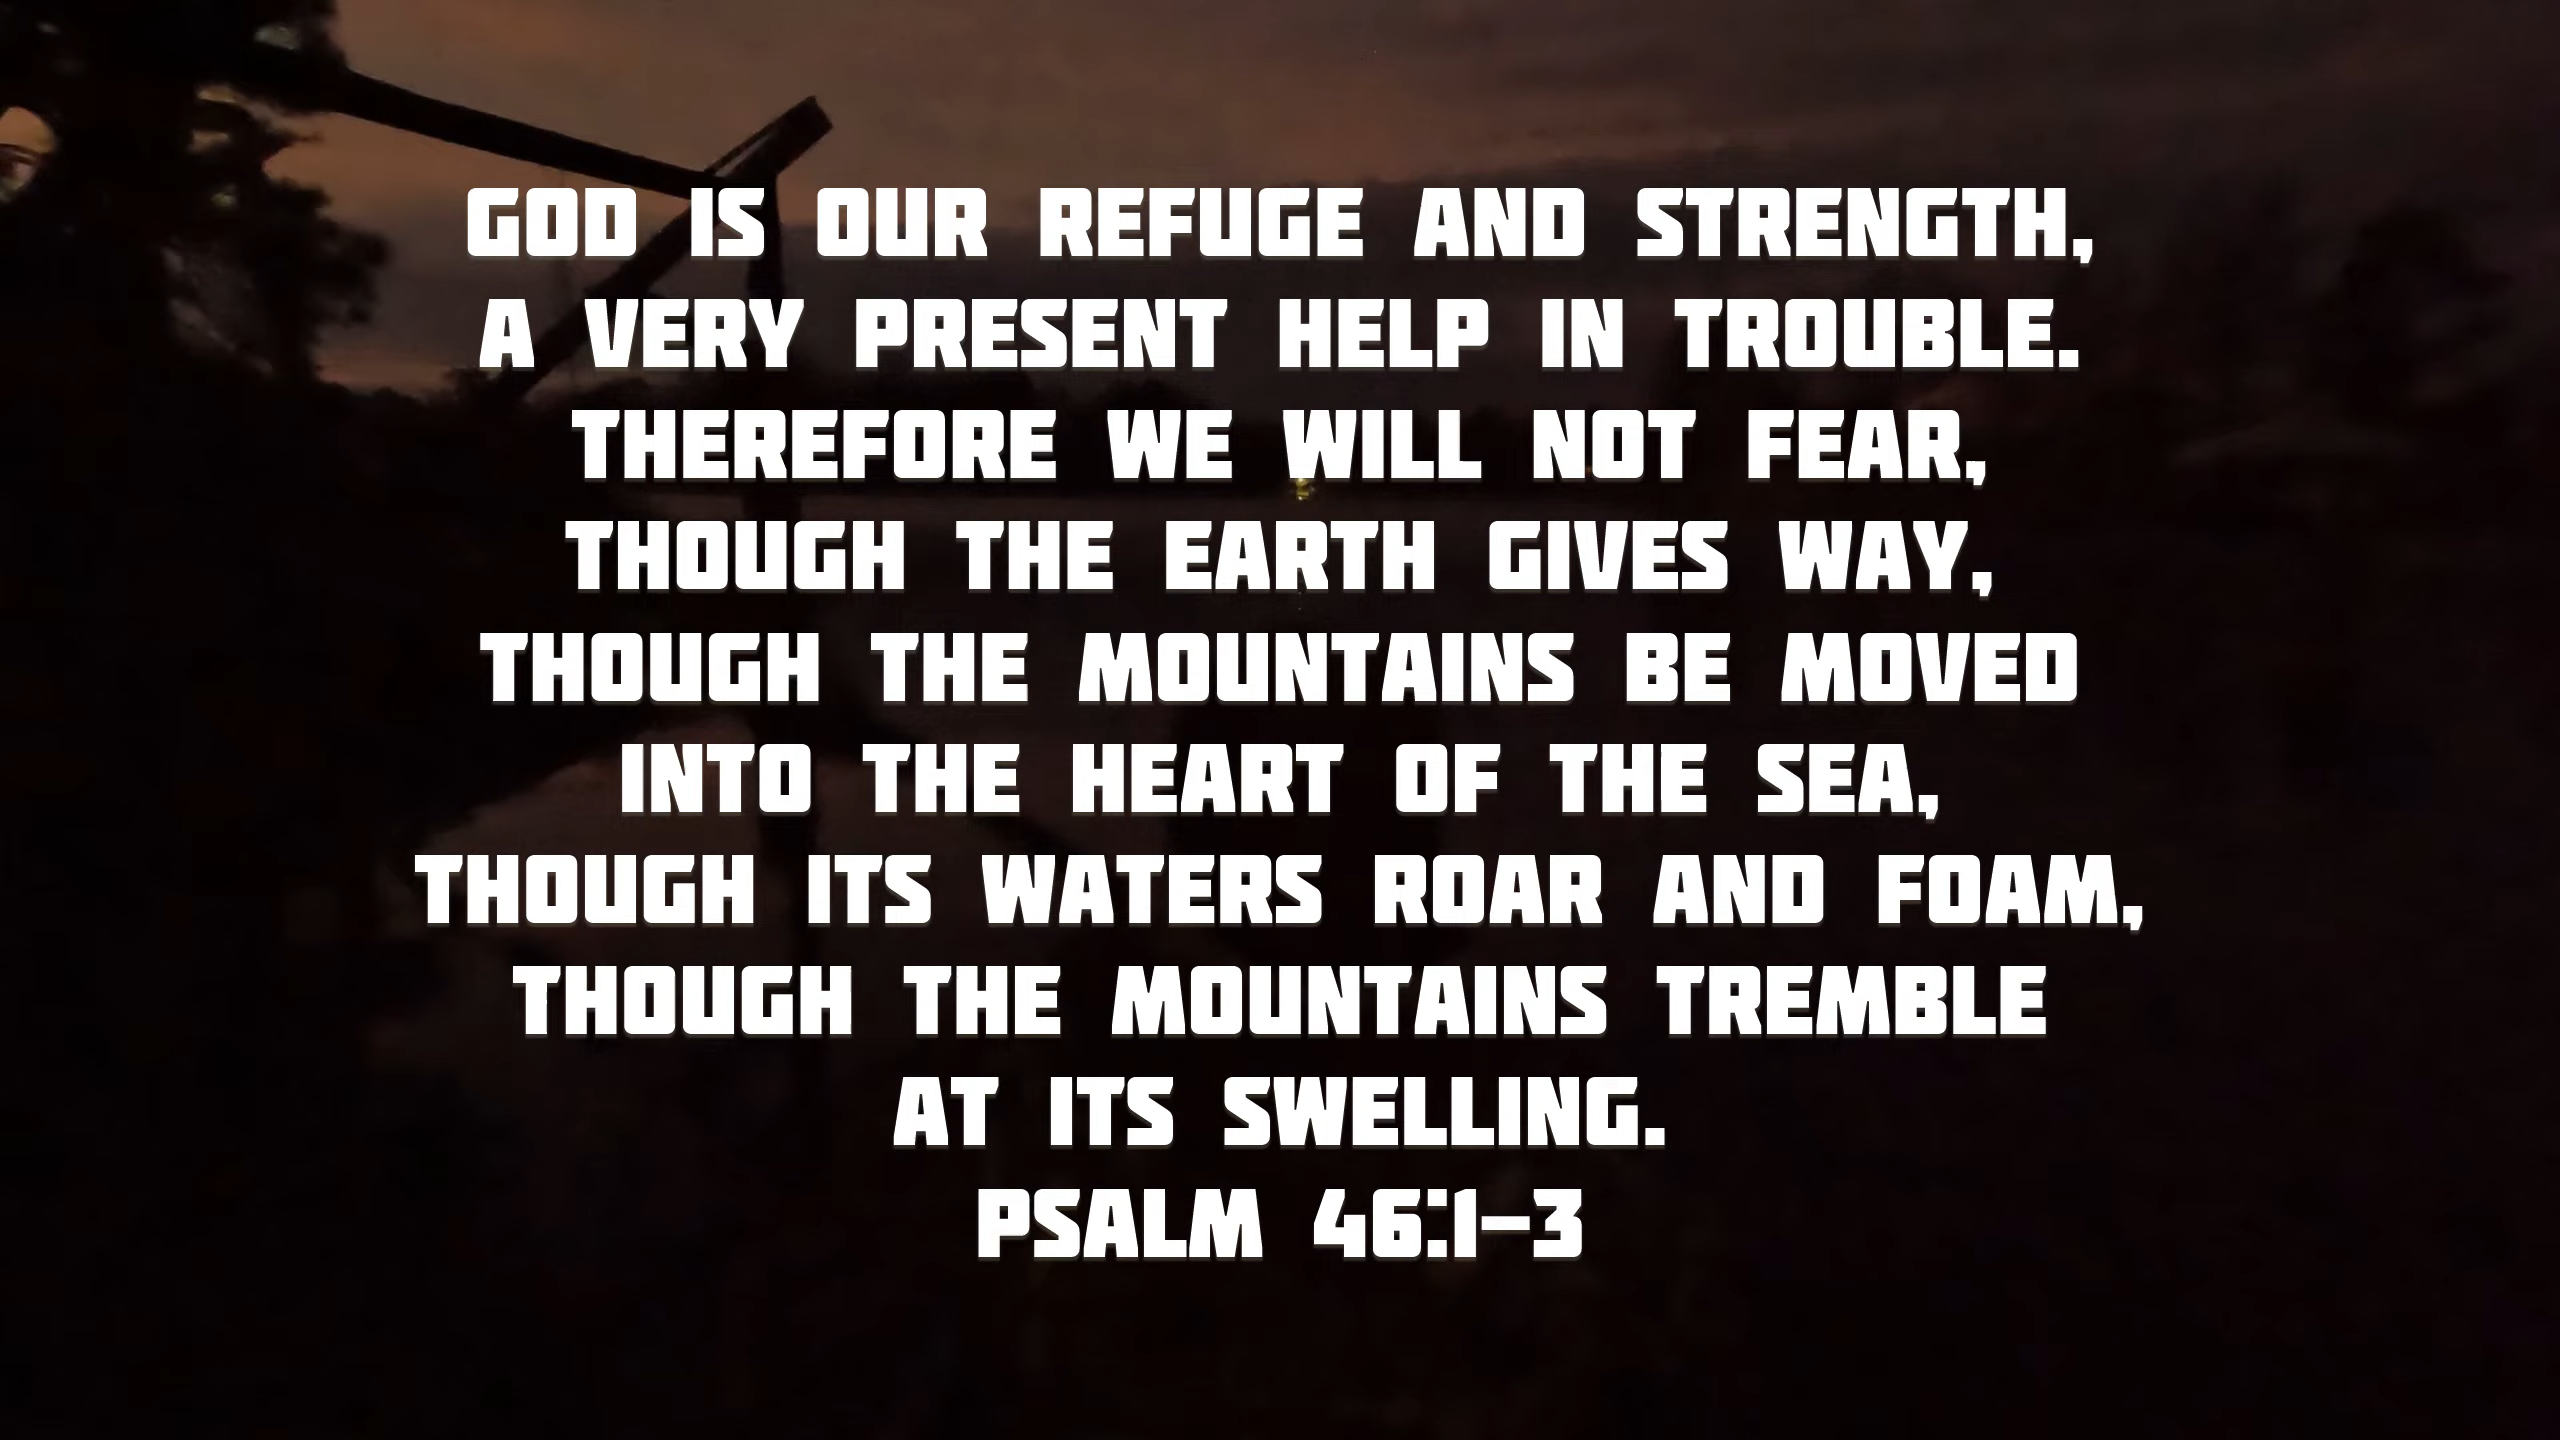 GOD IS OUR REFUGE AND STRENGTH,
A VERY PRESENT HELP IN TROUBLE.
THEREFORE WE WILL NOT FEAR,
THOUGH THE EARTH GIVES WAY,
THOUGH THE MOUNTAINS BE MOVED
INTO THE HEART OF THE SEA,
THOUGH ITS WATERS ROAR AND FOAM,
THOUGH THE MOUNTAINS TREMBLE
AT ITS SWELLING.
PSALM 46:1–3